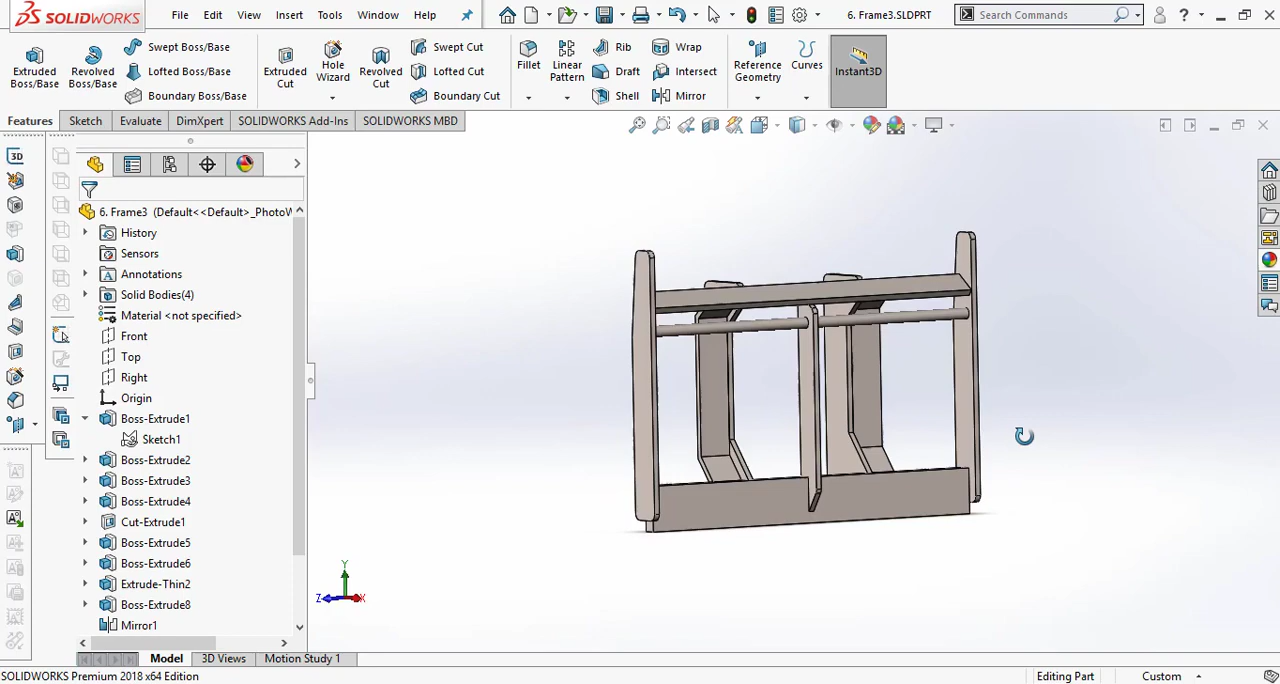 SOLIDWORKS File Edit View Insert Tools Window Help 6. Frame3.SLDPRT Search Commands ?
Extruded Boss/Base
Revolved Boss/Base
Swept Boss/Base
Lofted Boss/Base
Boundary Boss/Base
Extruded Cut
Hole Wizard
Revolved Cut
Swept Cut
Lofted Cut
Boundary Cut
Fillet
Linear Pattern
Rib
Draft
Shell
Wrap
Intersect
Mirror
Reference Geometry
Curves
Instant3D
Features Sketch Evaluate DimXpert SOLIDWORKS Add-Ins SOLIDWORKS MBD
3D
6. Frame3 (Default<<Default>_PhotoW
History
Sensors
Annotations
Solid Bodies(4)
Material <not specified>
Front
Top
Right
Origin
Boss-Extrude1
Sketch1
Boss-Extrude2
Boss-Extrude3
Boss-Extrude4
Cut-Extrude1
Boss-Extrude5
Boss-Extrude6
Extrude-Thin2
Boss-Extrude8
Mirror1
Y
Z X
Model 3D Views Motion Study 1
SOLIDWORKS Premium 2018 x64 Edition Editing Part Custom